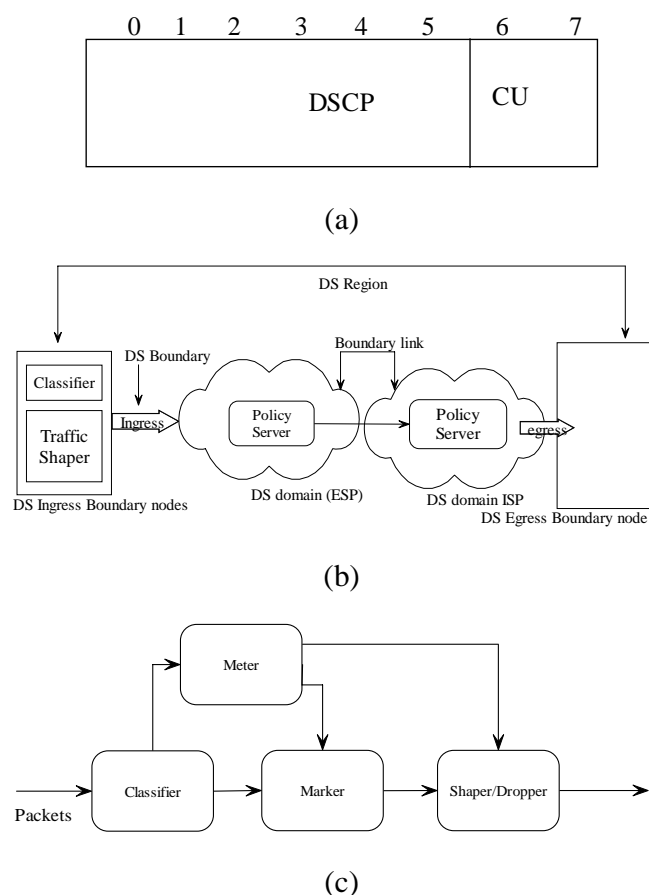 0 1 2 3 4 5 6 7
DSCP CU
(a)
DS Region
DS Boundary
Boundary link
Classifier
Traffic
Shaper
Ingress
Policy
Server
Policy
Server
egress
DS domain (ESP)
DS domain ISP
DS Ingress Boundary nodes
DS Egress Boundary node
(b)
Meter
Classifier
Marker
Shaper/Dropper
Packets
(c)